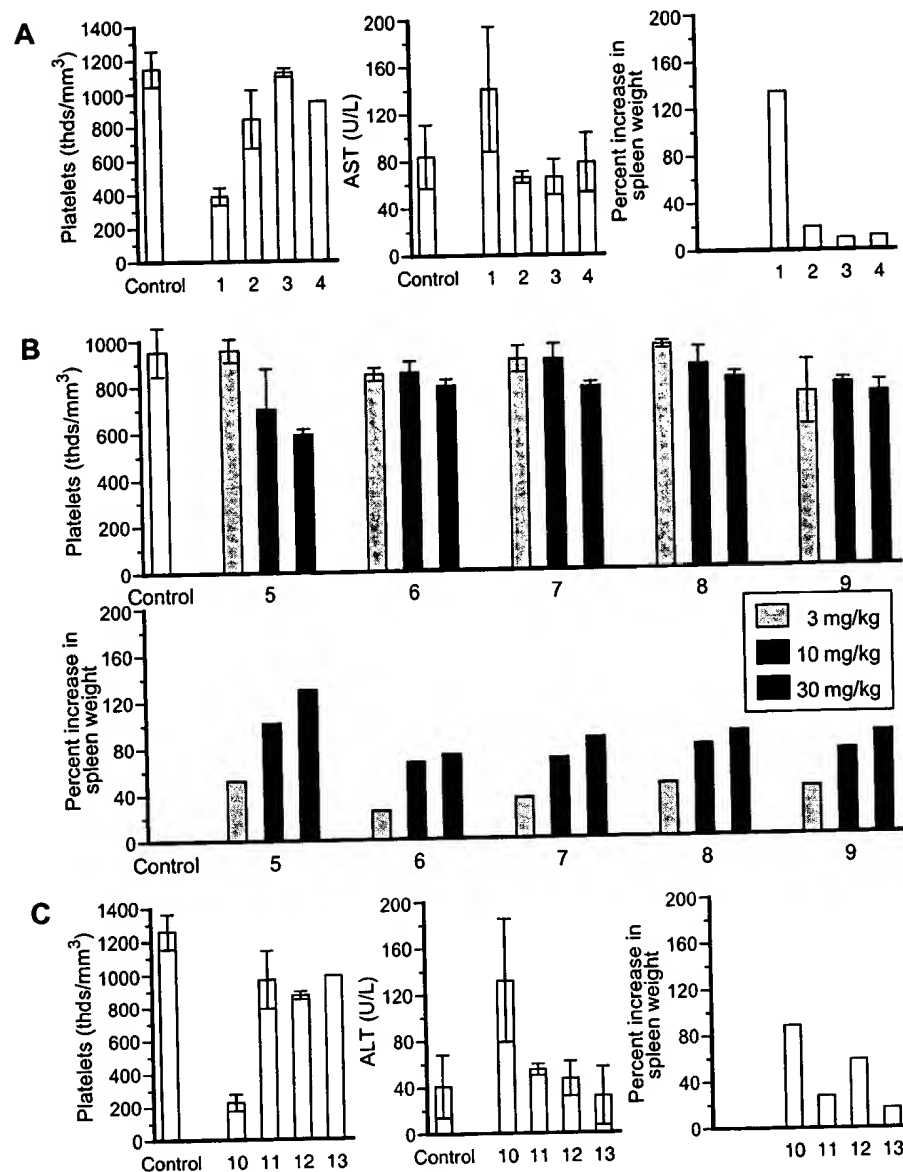 A
Platelets (thds/mm³)
1400
1200
1000
800
600
400
200
0
Control 1 2 3 4
AST (U/L)
200
160
120
80
40
0
Control 1 2 3 4
Percent increase in
spleen weight
200
160
120
80
40
0
1 2 3 4
B
Platelets (thds/mm³)
1000
800
600
400
200
0
Control 5 6 7 8 9
Percent increase in
spleen weight
200
160
120
80
40
0
Control 5 6 7 8 9
3 mg/kg
10 mg/kg
30 mg/kg
C
Platelets (thds/mm³)
1400
1200
1000
800
600
400
200
0
Control 10 11 12 13
ALT (U/L)
200
160
120
80
40
0
Control 10 11 12 13
Percent increase in
spleen weight
200
160
120
80
40
0
10 11 12 13